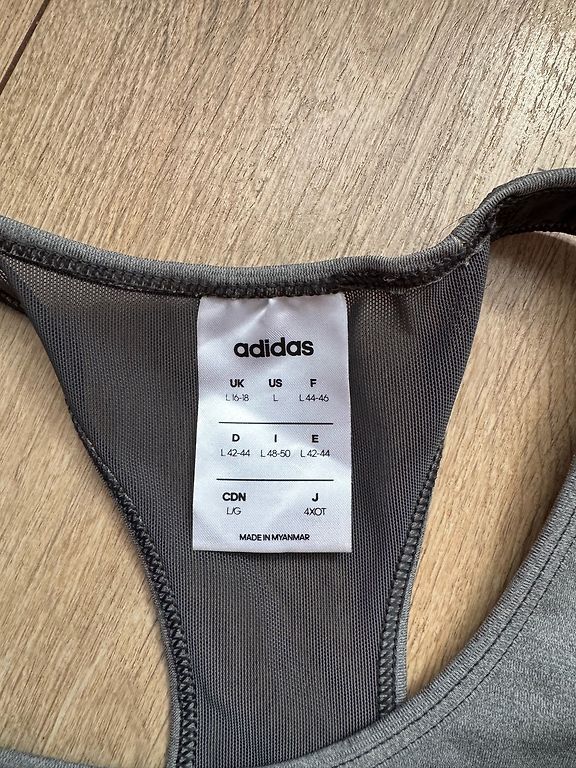 adidas
UK US F
L 16-18 L L 44-46
D I E
L 42-44 L 48-50 L 42-44
CDN J
L/G 4XOT
MADE IN MYANMAR